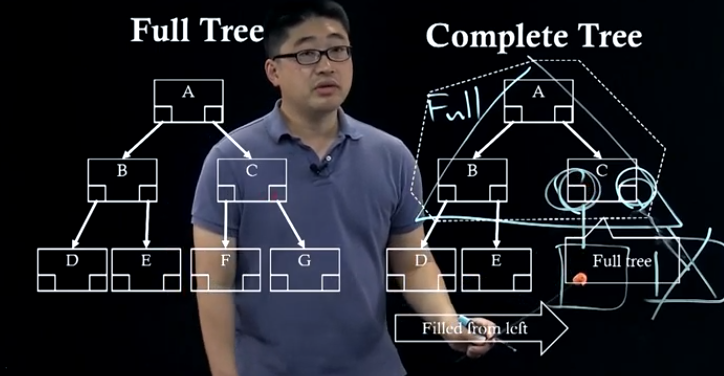 Full Tree
A
B
C
D
E
F
G
Complete Tree
Full
A
B
C
D
E
Full tree
Filled from left